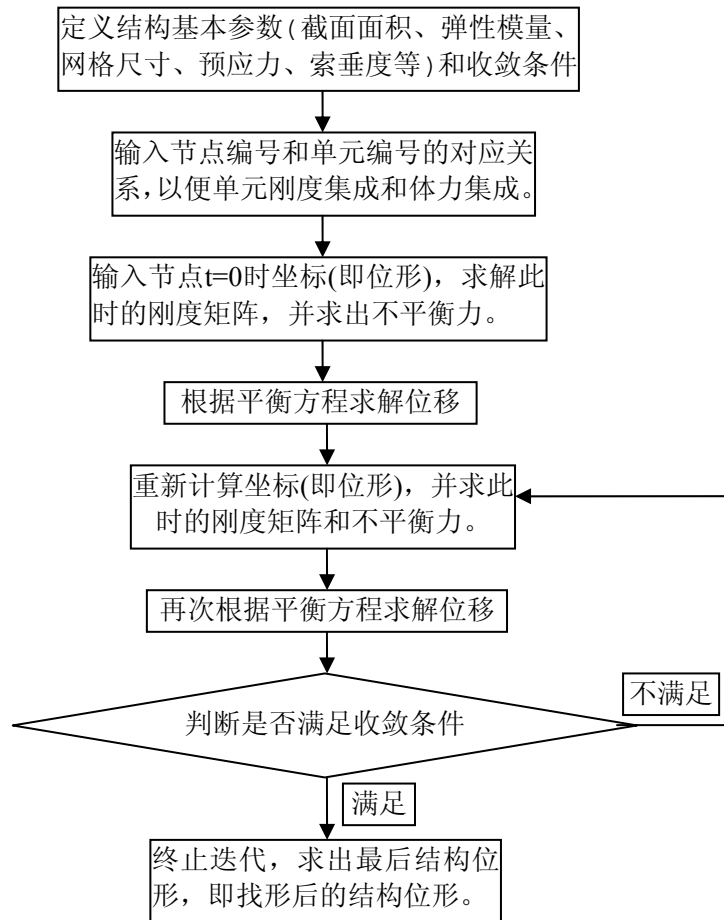 定义结构基本参数(截面面积、弹性模量、
网格尺寸、预应力、索垂度等)和收敛条件
输入节点编号和单元编号的对应关
系,以便单元刚度集成和体力集成。
输入节点t=0时坐标(即位形)，求解此
时的刚度矩阵，并求出不平衡力。
根据平衡方程求解位移
重新计算坐标(即位形)，并求此
时的刚度矩阵和不平衡力。
再次根据平衡方程求解位移
判断是否满足收敛条件
不满足
满足
终止迭代，求出最后结构位
形，即找形后的结构位形。